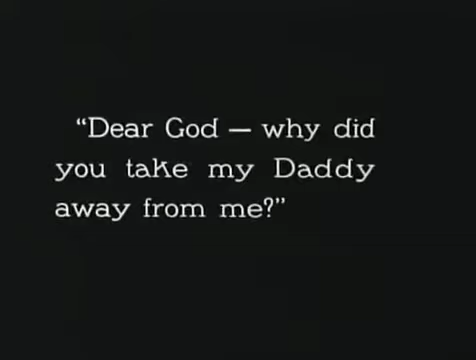 “Dear God — why did
you take my Daddy
away from me?”